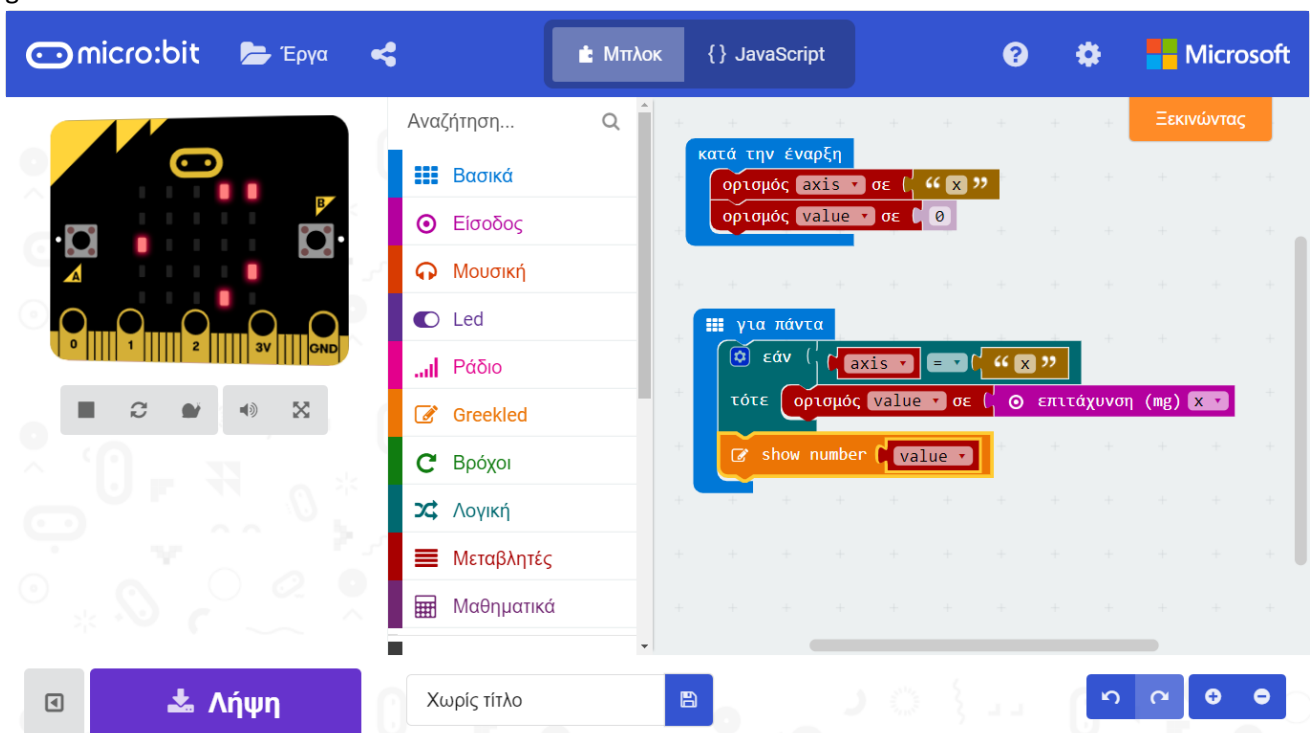 micro:bit Έργα Μπλοκ {} JavaScript Microsoft
Ξεκινώντας
B
A
0 1 2 3V GND
Λήψη
Αναζήτηση...
Βασικά
Είσοδος
Μουσική
Led
Ράδιο
Greekled
Βρόχοι
Λογική
Μεταβλητές
Μαθηματικά
Χωρίς τίτλο
κατά την έναρξη
ορισμός axis σε “ x ”
ορισμός value σε 0
για πάντα
εάν axis = “ x ”
τότε ορισμός value σε επιτάχυνση (mg) x
show number value